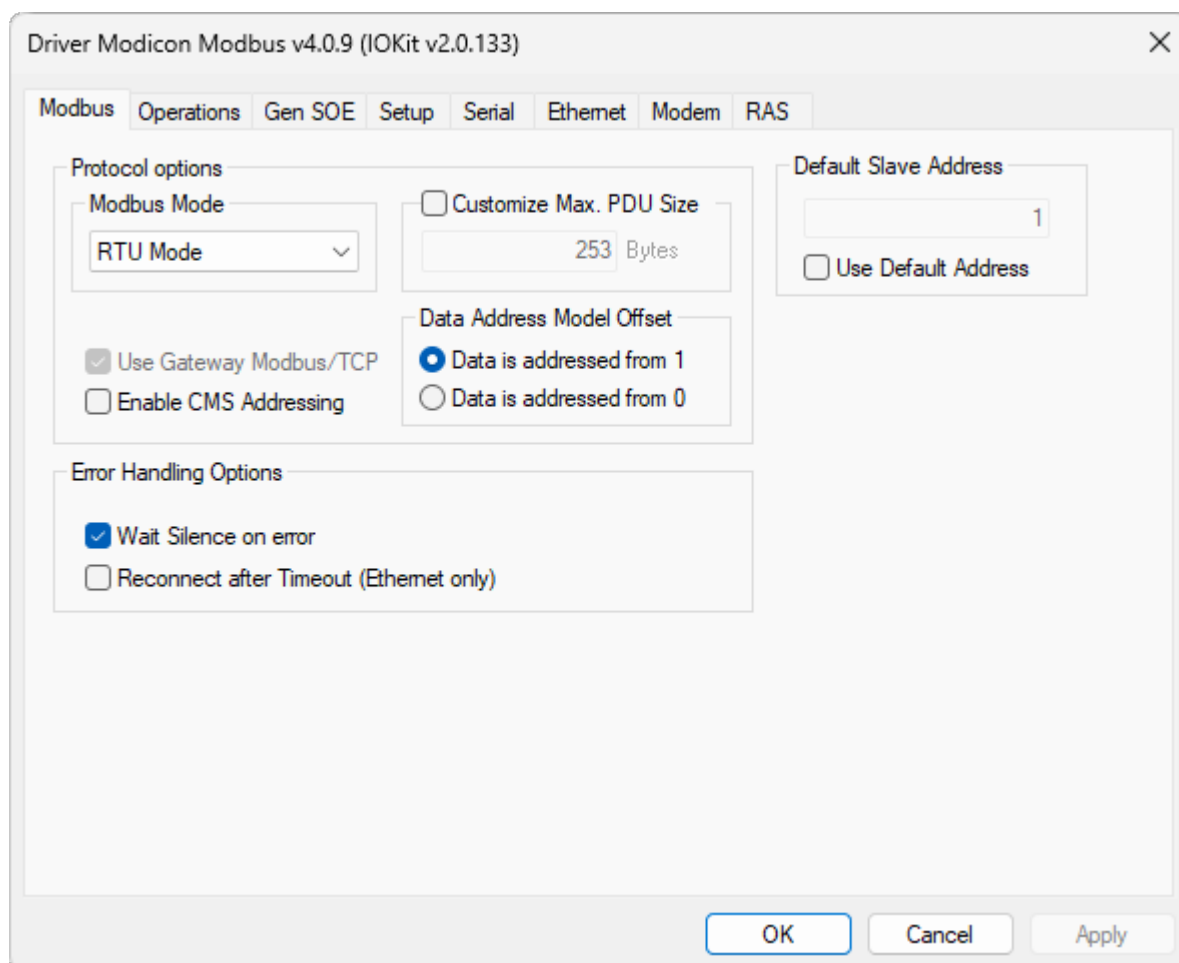 Driver Modicon Modbus v4.0.9 (IOKit v2.0.133)
Modbus Operations Gen SOE Setup Serial Ethernet Modem RAS
Protocol options
Modbus Mode
RTU Mode
Customize Max. PDU Size
253 Bytes
Default Slave Address
1
Use Default Address
Data Address Model Offset
Use Gateway Modbus/TCP
Data is addressed from 1
Enable CMS Addressing
Data is addressed from 0
Error Handling Options
Wait Silence on error
Reconnect after Timeout (Ethernet only)
OK Cancel Apply